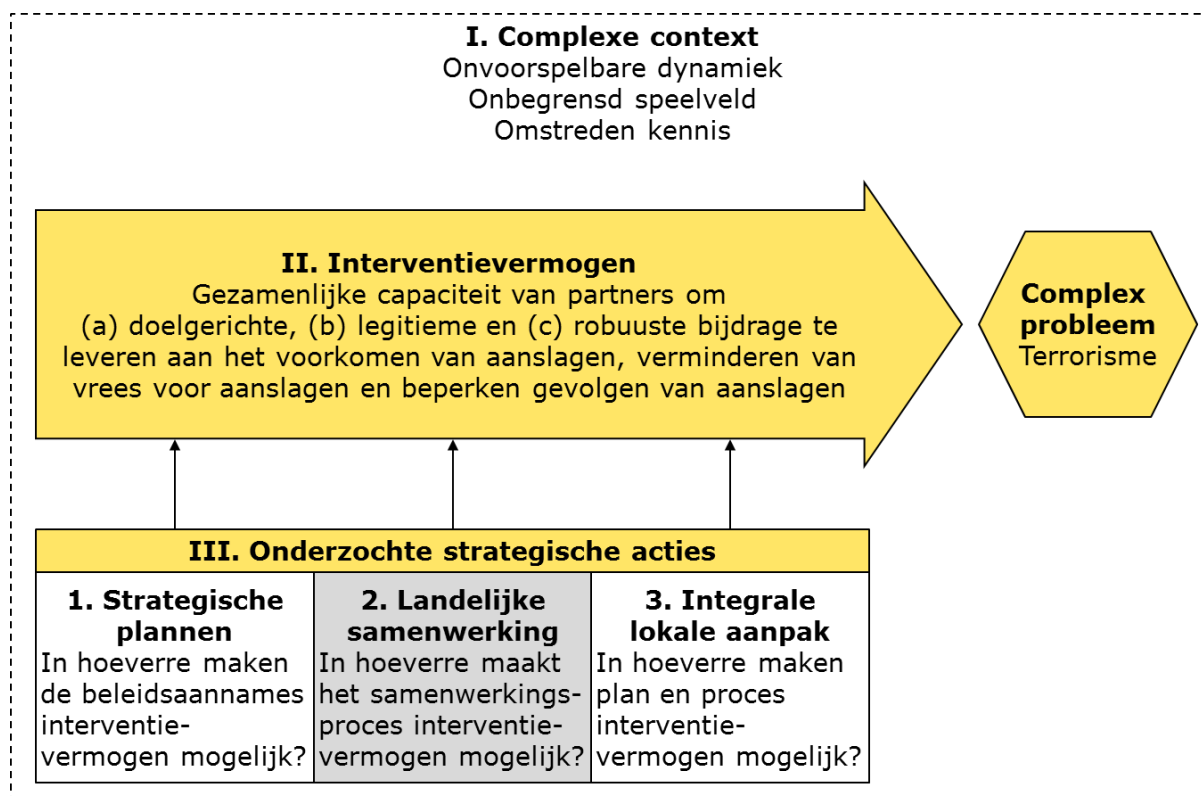 I. Complexe context
Onvoorspelbare dynamiek
Onbegrensd speelveld
Omstreden kennis
II. Interventievermogen
Gezamenlijke capaciteit van partners om
(a) doelgerichte, (b) legitieme en (c) robuuste bijdrage te
leveren aan het voorkomen van aanslagen, verminderen van
vrees voor aanslagen en beperken gevolgen van aanslagen
Complex
probleem
Terrorisme
III. Onderzochte strategische acties
1. Strategische
plannen
In hoeverre maken
de beleidsaannames
interventie-
vermogen mogelijk?
2. Landelijke
samenwerking
In hoeverre maakt
het samenwerkings-
proces interventie-
vermogen mogelijk?
3. Integrale
lokale aanpak
In hoeverre maken
plan en proces
interventie-
vermogen mogelijk?